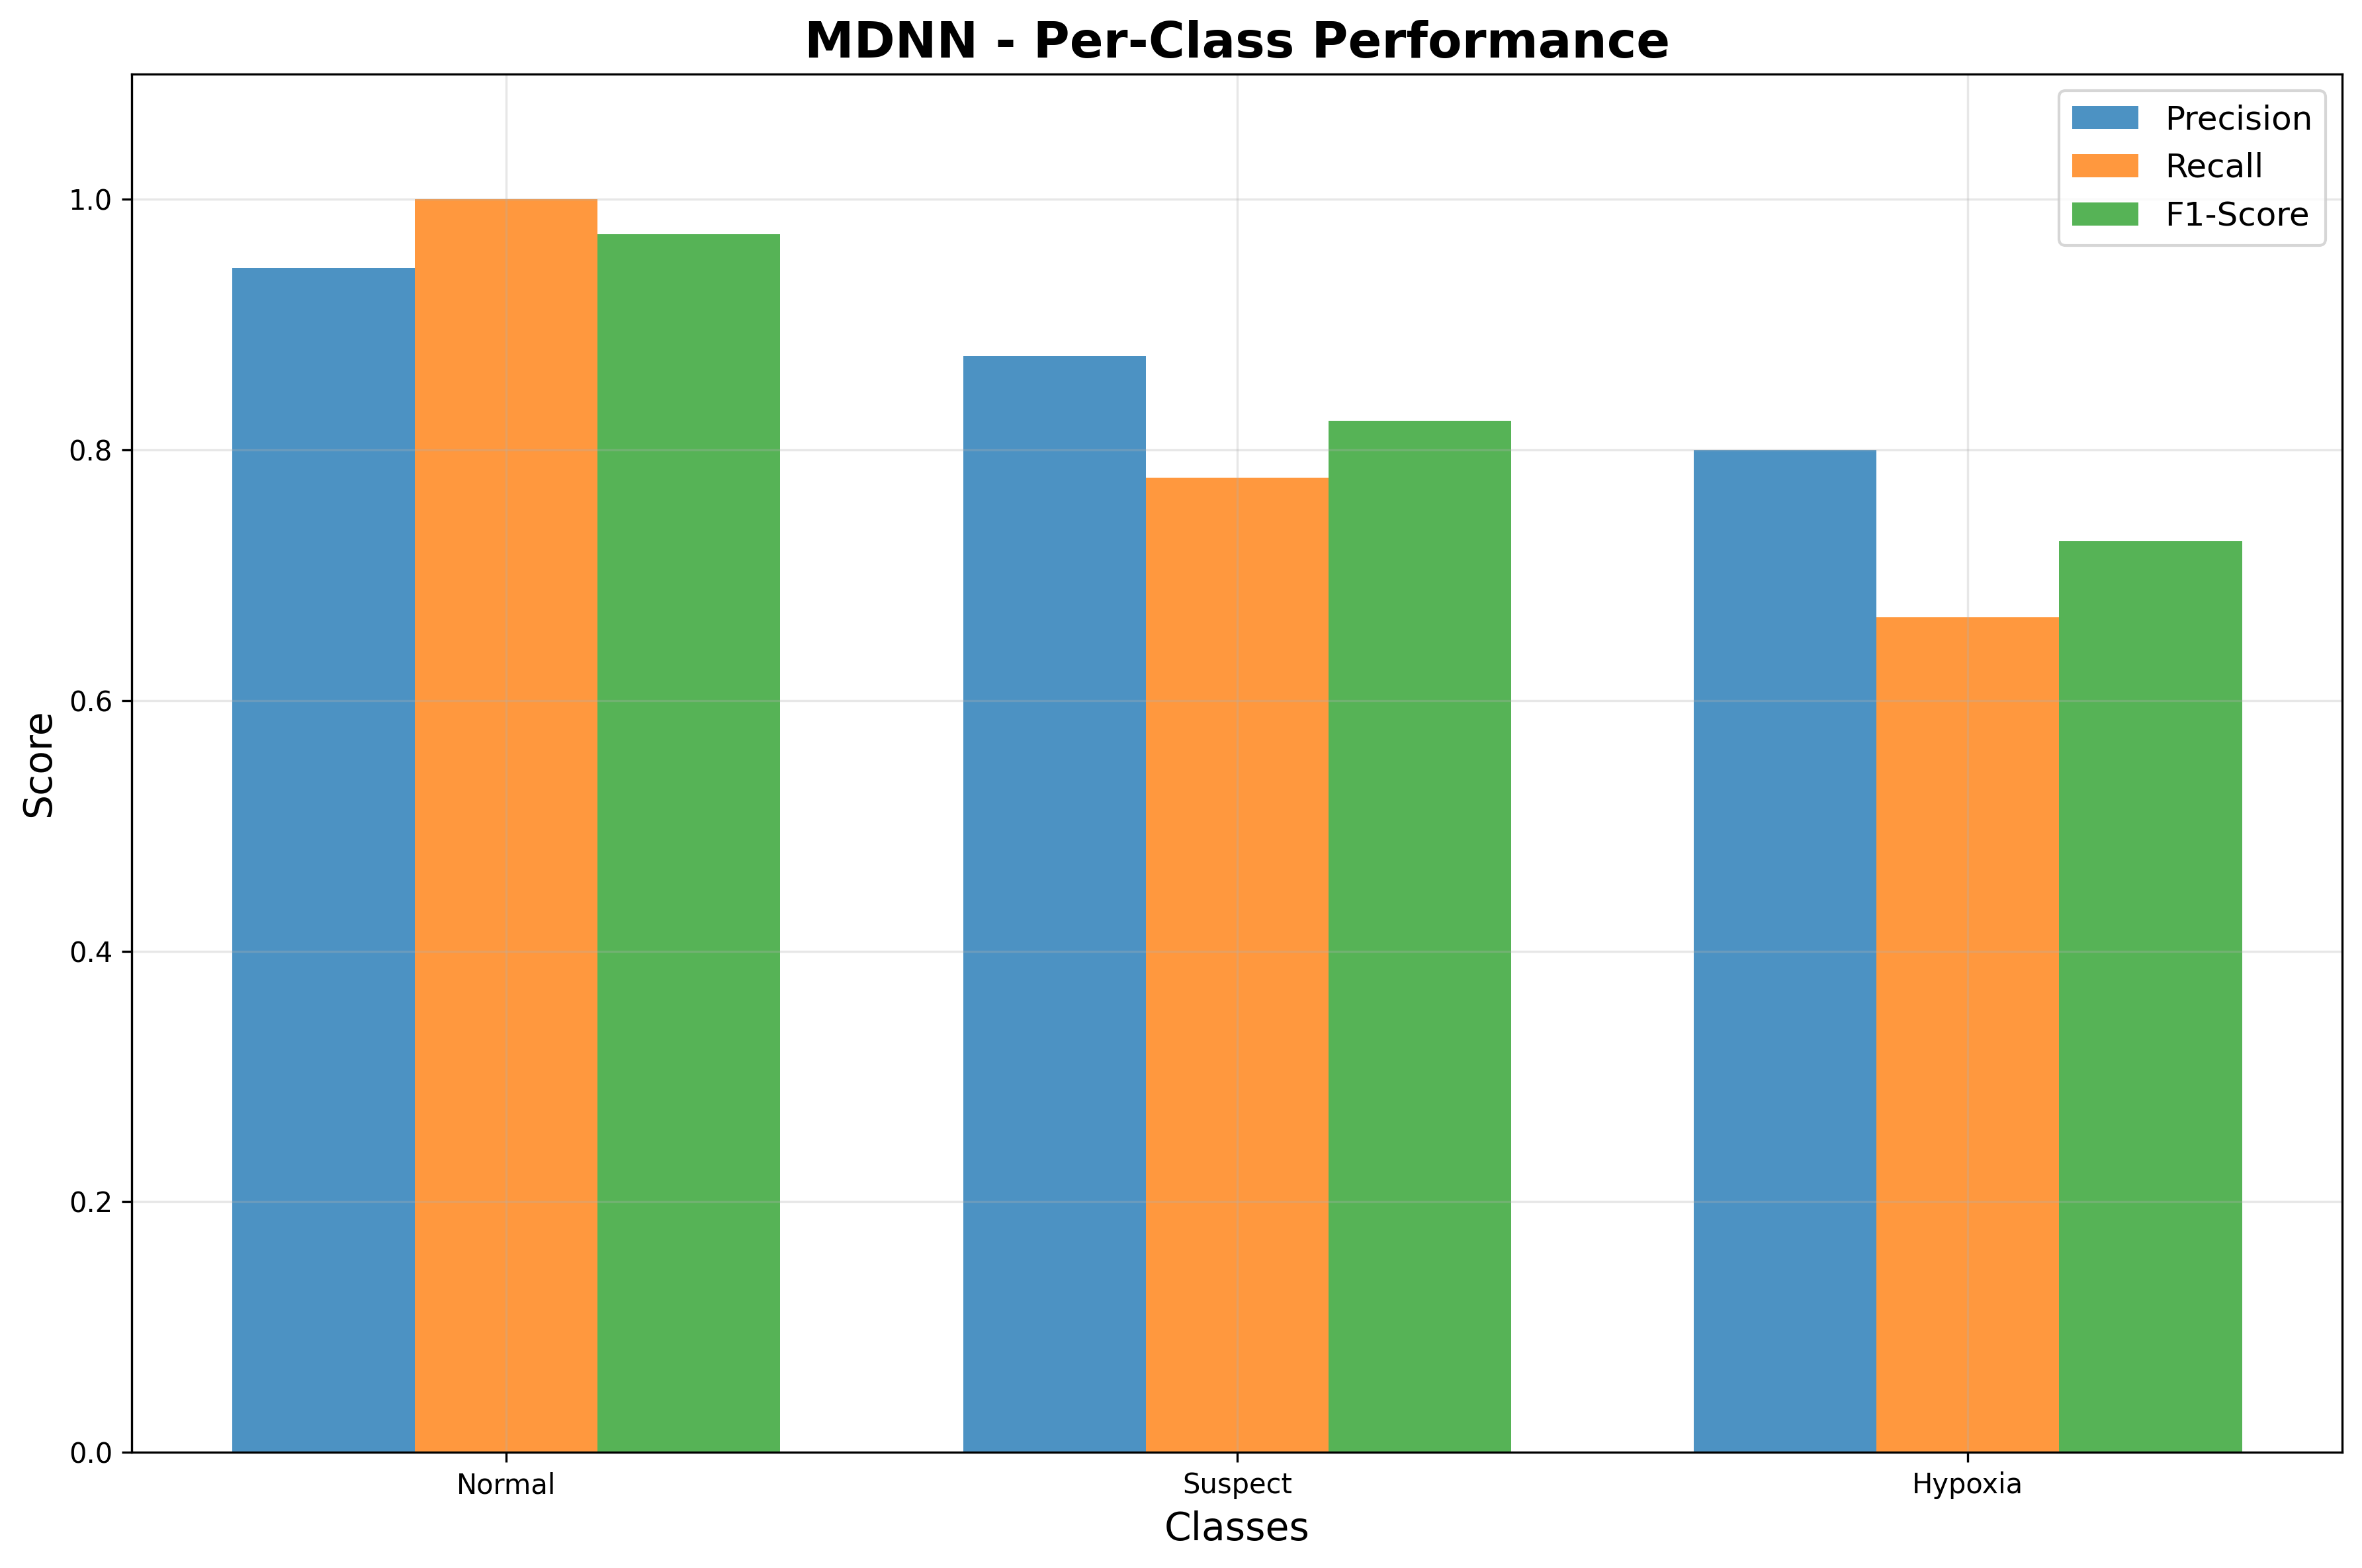 MDNN - Per-Class Performance
Precision
Recall
F1-Score
Score
1.0
0.8
0.6
0.4
0.2
0.0
Normal
Suspect
Hypoxia
Classes